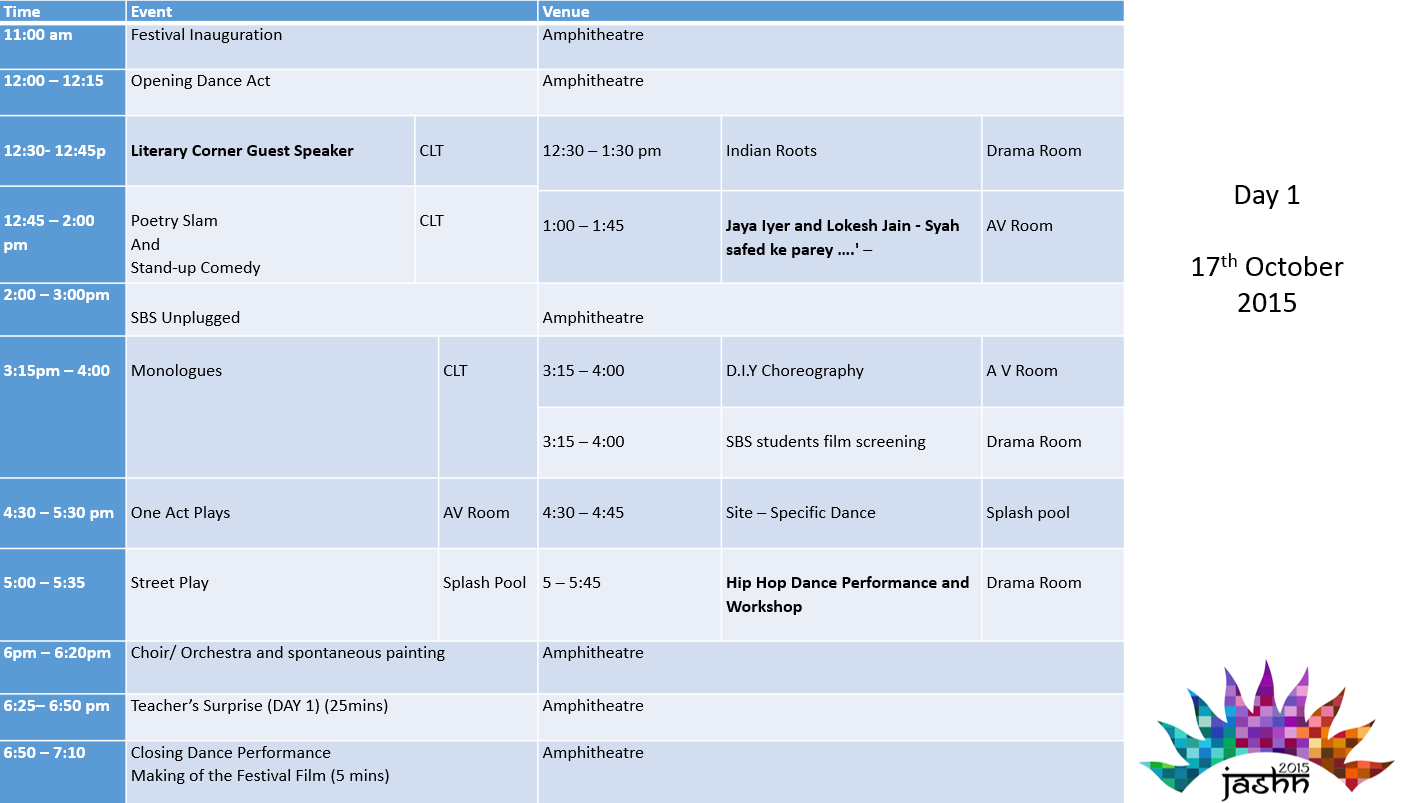 Time Event Venue
11:00 am Festival Inauguration Amphitheatre
12:00 – 12:15 Opening Dance Act Amphitheatre
12:30- 12:45p Literary Corner Guest Speaker CLT 12:30 – 1:30 pm Indian Roots Drama Room
12:45 – 2:00
pm
Poetry Slam
And
Stand-up Comedy
CLT
1:00 – 1:45
Jaya Iyer and Lokesh Jain - Syah
safed ke parey ....' –
AV Room
2:00 – 3:00pm
SBS Unplugged Amphitheatre
3:15pm – 4:00 Monologues CLT 3:15 – 4:00 D.I.Y Choreography A V Room
3:15 – 4:00 SBS students film screening Drama Room
4:30 – 5:30 pm One Act Plays AV Room 4:30 – 4:45 Site – Specific Dance Splash pool
5:00 – 5:35 Street Play Splash Pool 5 – 5:45
Hip Hop Dance Performance and
Workshop
Drama Room
6pm – 6:20pm Choir/ Orchestra and spontaneous painting Amphitheatre
6:25– 6:50 pm Teacher’s Surprise (DAY 1) (25mins) Amphitheatre
6:50 – 7:10 Closing Dance Performance Amphitheatre
Making of the Festival Film (5 mins)
Day 1
17th October
2015
2015
jashn